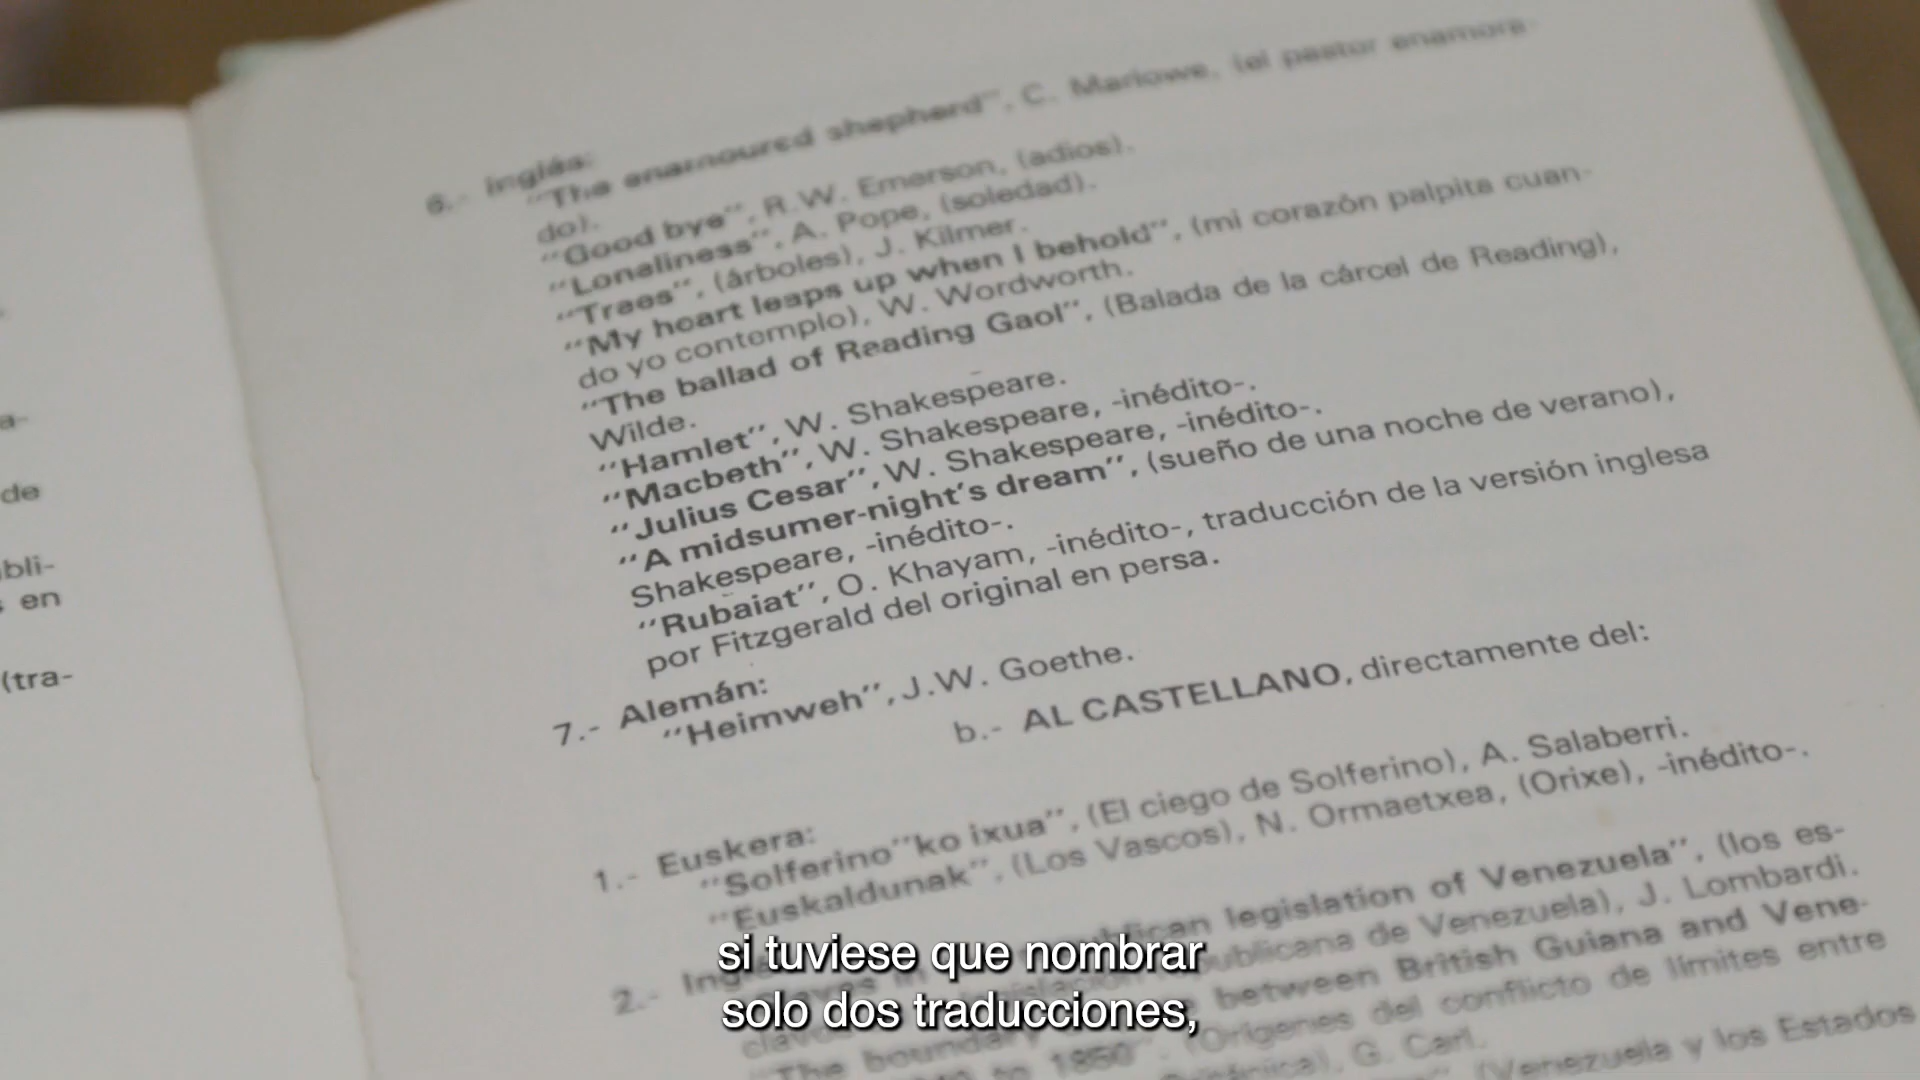 a-
de
bli-
s en
(tra-
6.- Inglés:
"The enamoured shepherd", C. Marlowe, (el pastor enamora-
do).
"Good bye", R.W. Emerson, (adios).
"Loneliness", A. Pope, (soledad).
"Traes", (árboles), J. Kilmer.
"My heart leaps up when I behold", (mi corazón palpita cuan-
do yo contemplo), W. Wordworth.
"The ballad of Reading Gaol", (Balada de la cárcel de Reading),
Wilde.
"Hamlet", W. Shakespeare.
"Macbeth", W. Shakespeare, -inédito-.
"Julius Cesar", W. Shakespeare, -inédito-.
"A midsumer-night's dream", (sueño de una noche de verano),
Shakespeare, -inédito-.
"Rubaiat", O. Khayam, -inédito-, traducción de la versión inglesa
por Fitzgerald del original en persa.
7.- Alemán:
"Heimweh", J.W. Goethe.
b.- AL CASTELLANO, directamente del:
1.- Euskera:
"Solferino"ko ixua", (El ciego de Solferino), A. Salaberri.
"Euskaldunak", (Los Vascos), N. Ormaetxea, (Orixe), -inédito-.
2.- legislation of Venezuela", (los es-
publicana de Venezuela), J. Lombardi.
"The between British Guiana and Vene-
to 1850". (Orígenes del conflicto de límites entre
G. Carl.
(Venezuela y los Estados
si tuviese que nombrar
solo dos traducciones,